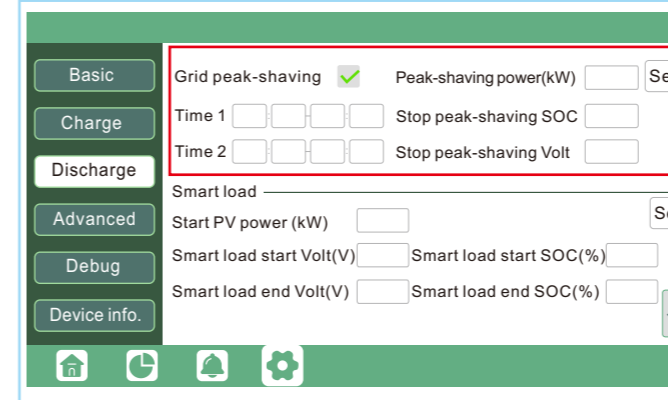 Basic
Charge
Discharge
Advanced
Debug
Device info.
Grid peak-shaving
Peak-shaving power(kW)
Se
Time 1 : - :
Stop peak-shaving SOC
Time 2 : - :
Stop peak-shaving Volt
Smart load
Start PV power (kW)
Se
Smart load start Volt(V)
Smart load start SOC(%)
Smart load end Volt(V)
Smart load end SOC(%)